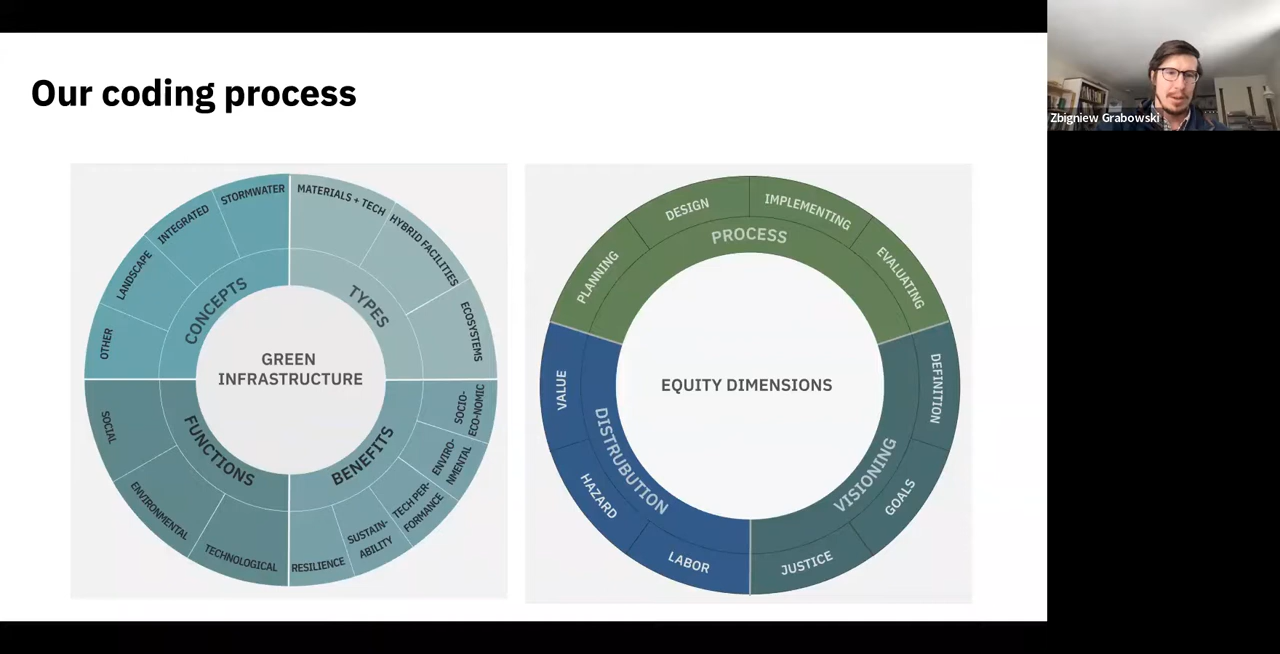 Our coding process
Zbigniew Grabowski
GREEN
INFRASTRUCTURE
CONCEPTS
OTHER
LANDSCAPE
INTEGRATED
STORMWATER
TYPES
MATERIALS + TECH
HYBRID FACILITIES
ECOSYSTEMS
BENEFITS
SOCIO-
ECO-NOMIC
ENVIRO-
NMENTAL
TECH PER-
FORMANCE
SUSTAIN-
ABILITY
RESILIENCE
FUNCTIONS
TECHNOLOGICAL
ENVIRONMENTAL
SOCIAL
EQUITY DIMENSIONS
PROCESS
PLANNING
DESIGN
IMPLEMENTING
EVALUATING
VISIONING
DEFINITION
GOALS
JUSTICE
DISTRUBUTION
LABOR
HAZARD
VALUE